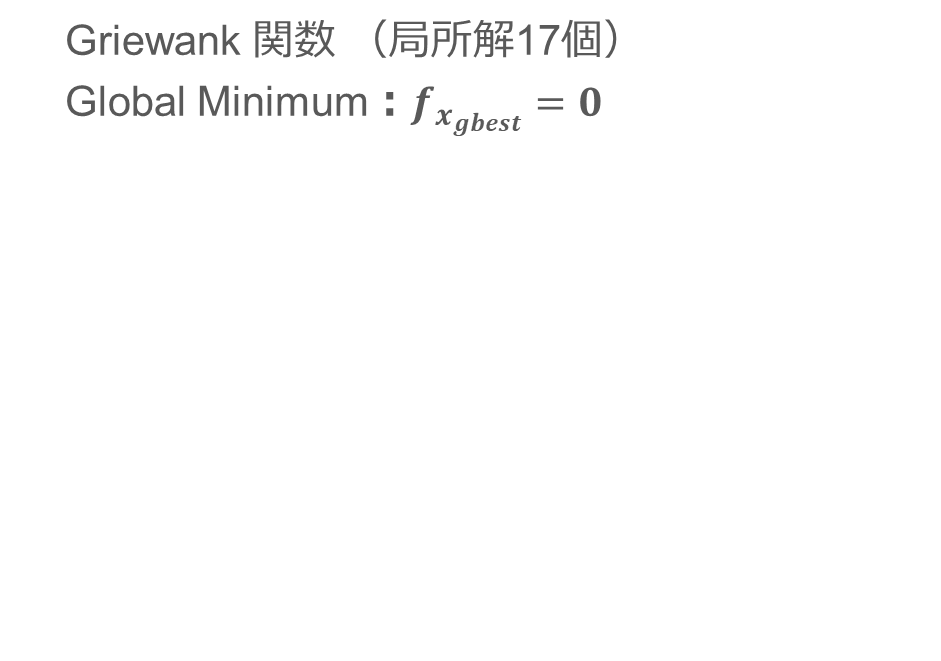 Griewank 関数 （局所解17個）
Global Minimum：f_{x_{gbest}} = 0